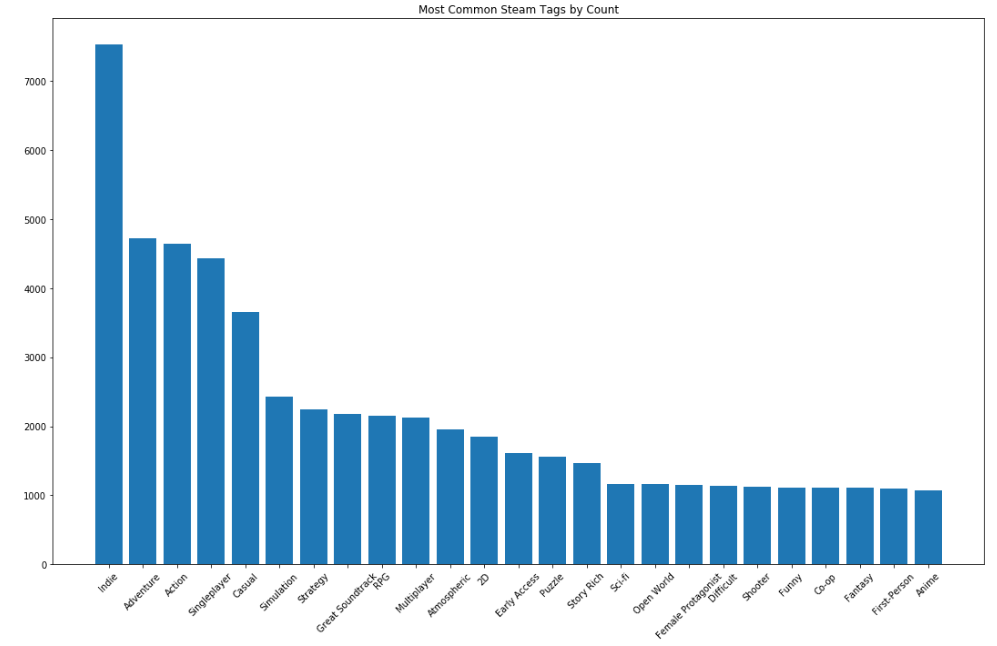 Most Common Steam Tags by Count
7000
6000
5000
4000
3000
2000
1000
0
Indie
Adventure
Action
Singleplayer
Casual
Simulation
Strategy
Great Soundtrack
RPG
Multiplayer
Atmospheric
2D
Early Access
Puzzle
Story Rich
Sci-fi
Open World
Female Protagonist
Difficult
Shooter
Funny
Co-op
Fantasy
First-Person
Anime